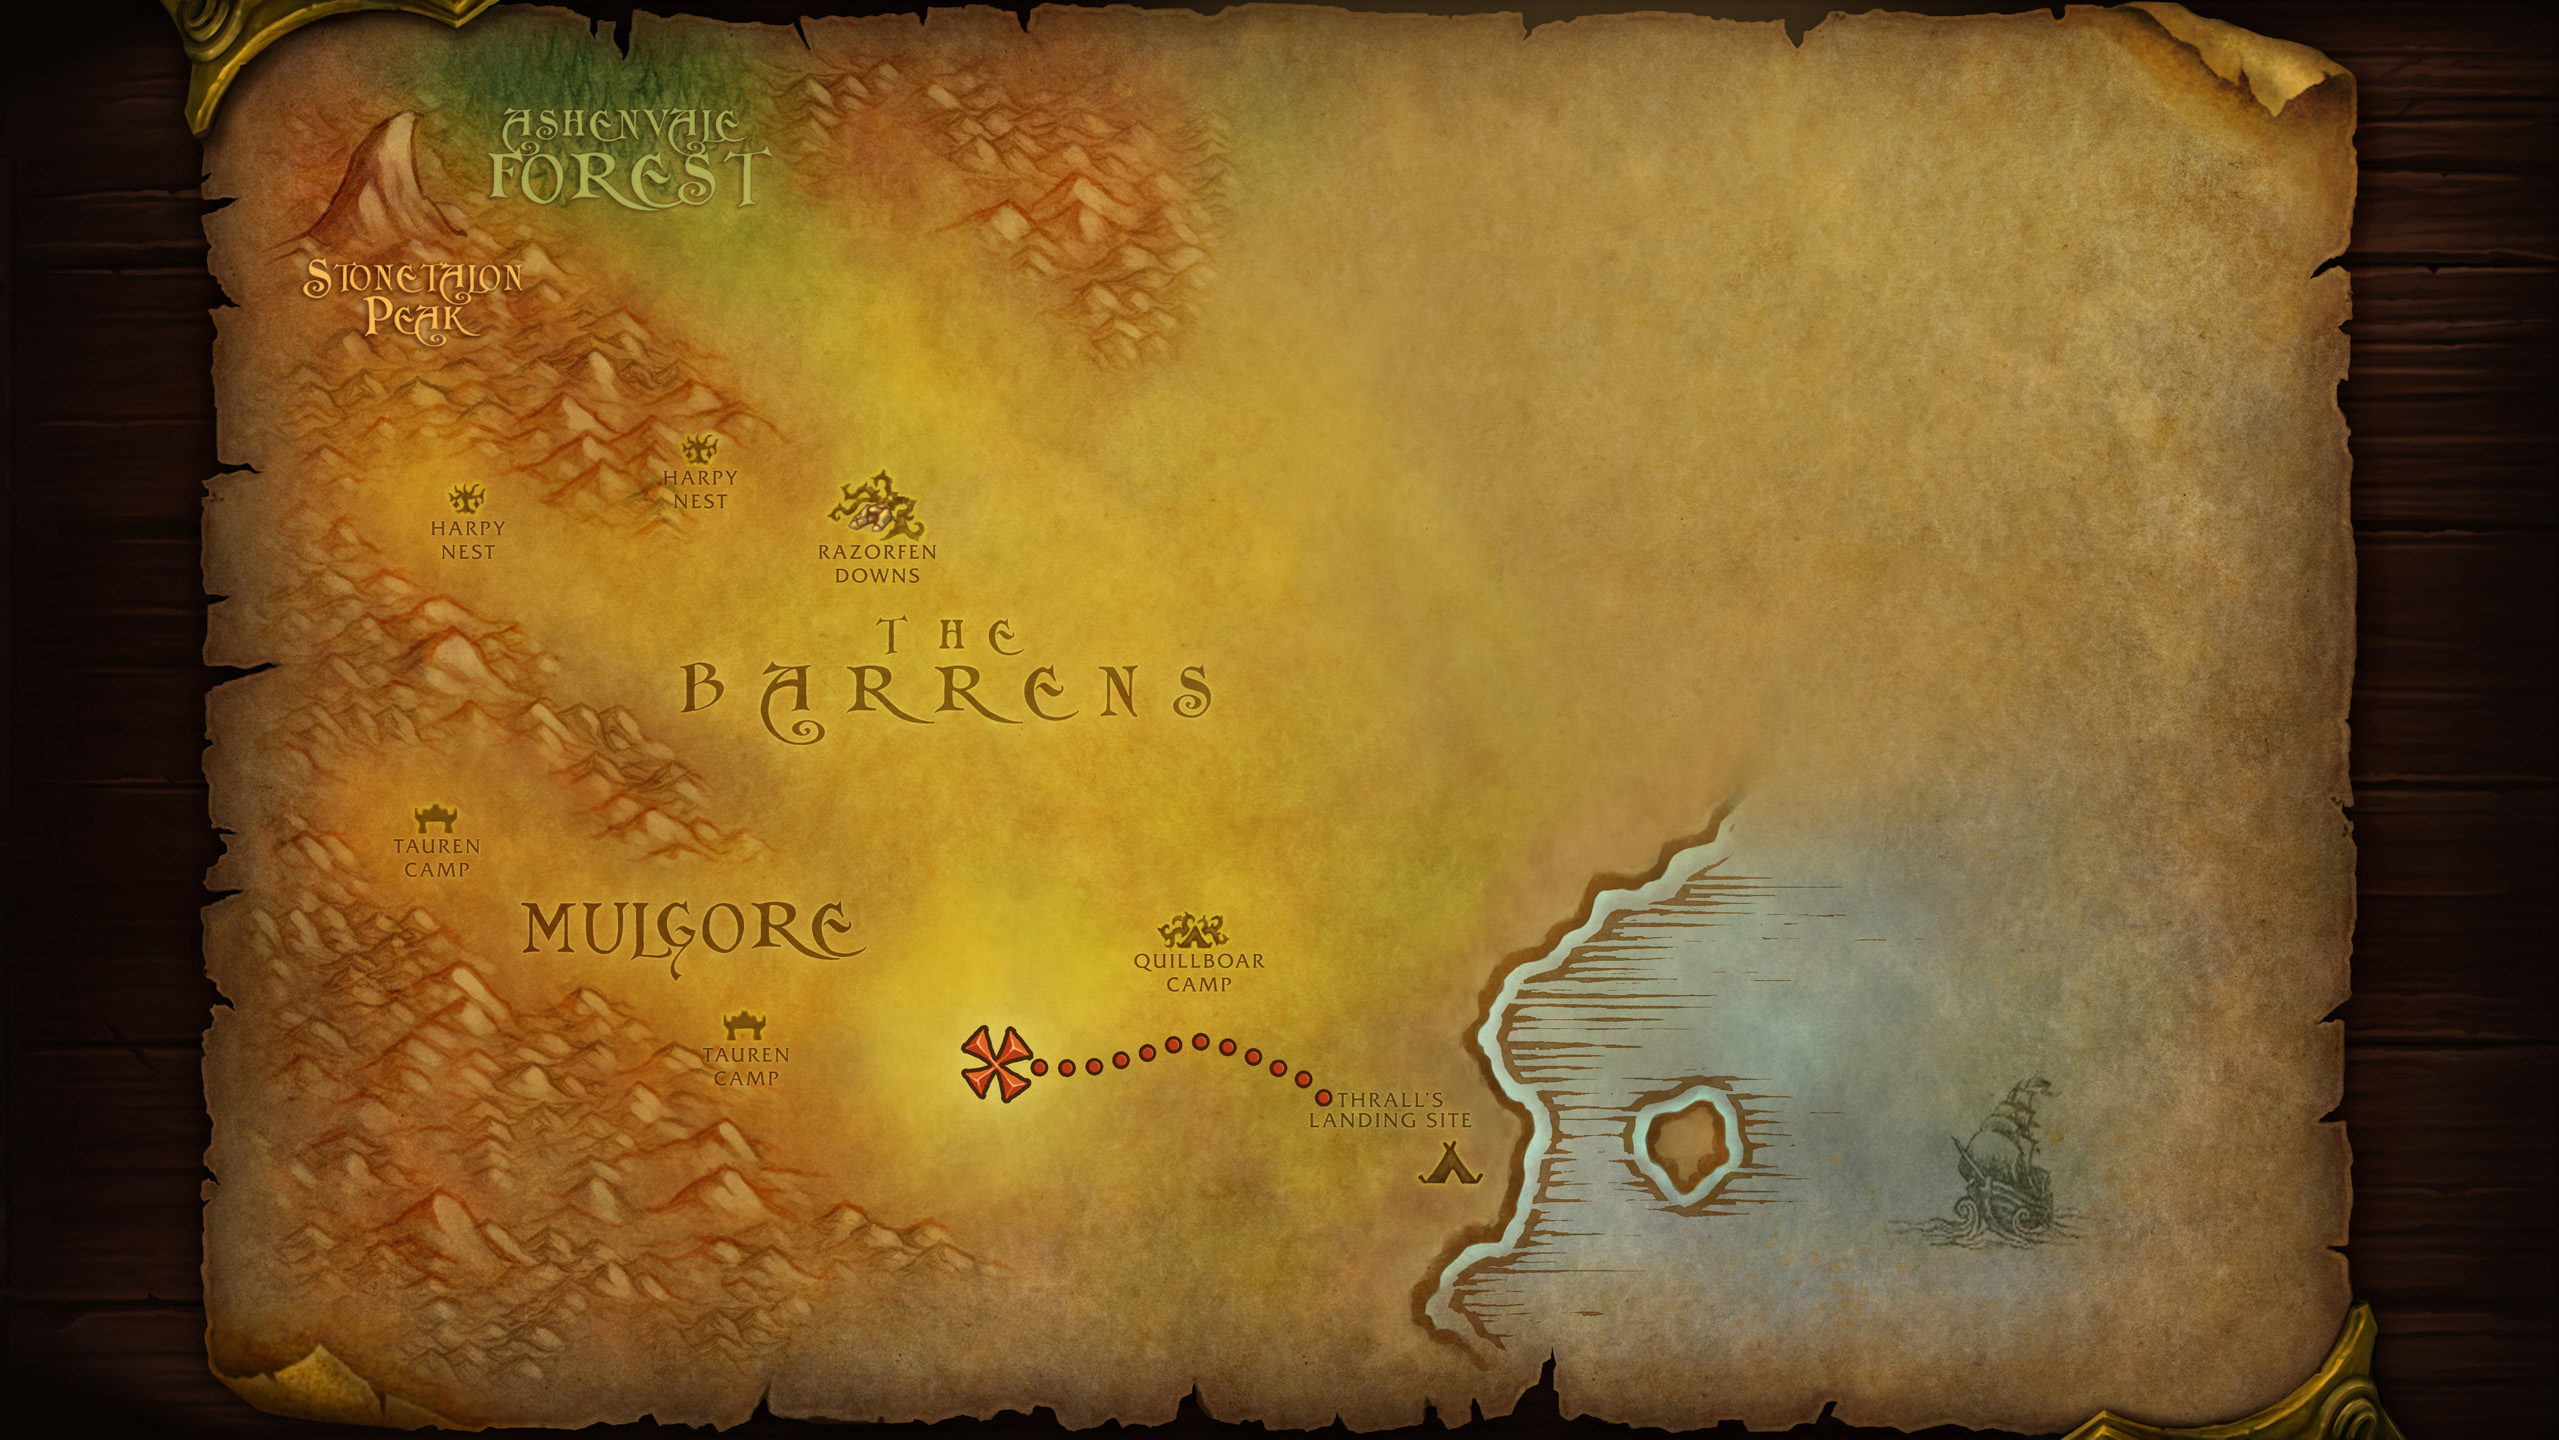 ASHENVALE
FOREST
STONETALON
PEAK
HARPY
NEST
HARPY
NEST
RAZORFEN
DOWNS
THE
BARRENS
TAUREN
CAMP
MULGORE
QUILLBOAR
CAMP
TAUREN
CAMP
THRALL'S
LANDING SITE